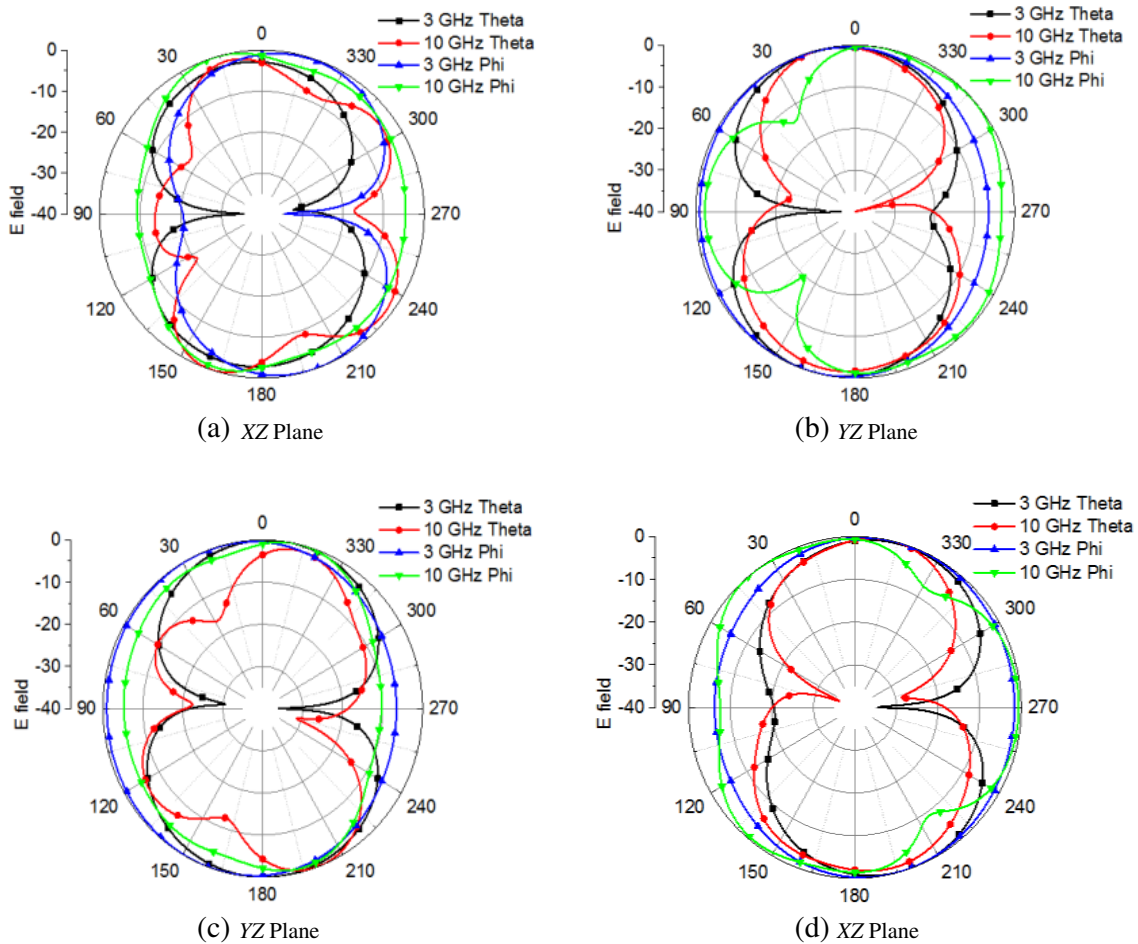 3 GHz Theta
10 GHz Theta
3 GHz Phi
10 GHz Phi
0
30
330
60
300
90
270
120
240
150
210
180
0
-10
-20
-30
-40
E field
(a) XZ Plane
3 GHz Theta
10 GHz Theta
3 GHz Phi
10 GHz Phi
0
30
330
60
300
90
270
120
240
150
210
180
0
-10
-20
-30
-40
E field
(b) YZ Plane
3 GHz Theta
10 GHz Theta
3 GHz Phi
10 GHz Phi
0
30
330
60
300
90
270
120
240
150
210
180
0
-10
-20
-30
-40
E field
(c) YZ Plane
3 GHz Theta
10 GHz Theta
3 GHz Phi
10 GHz Phi
0
30
330
60
300
90
270
120
240
150
210
180
0
-10
-20
-30
-40
E field
(d) XZ Plane